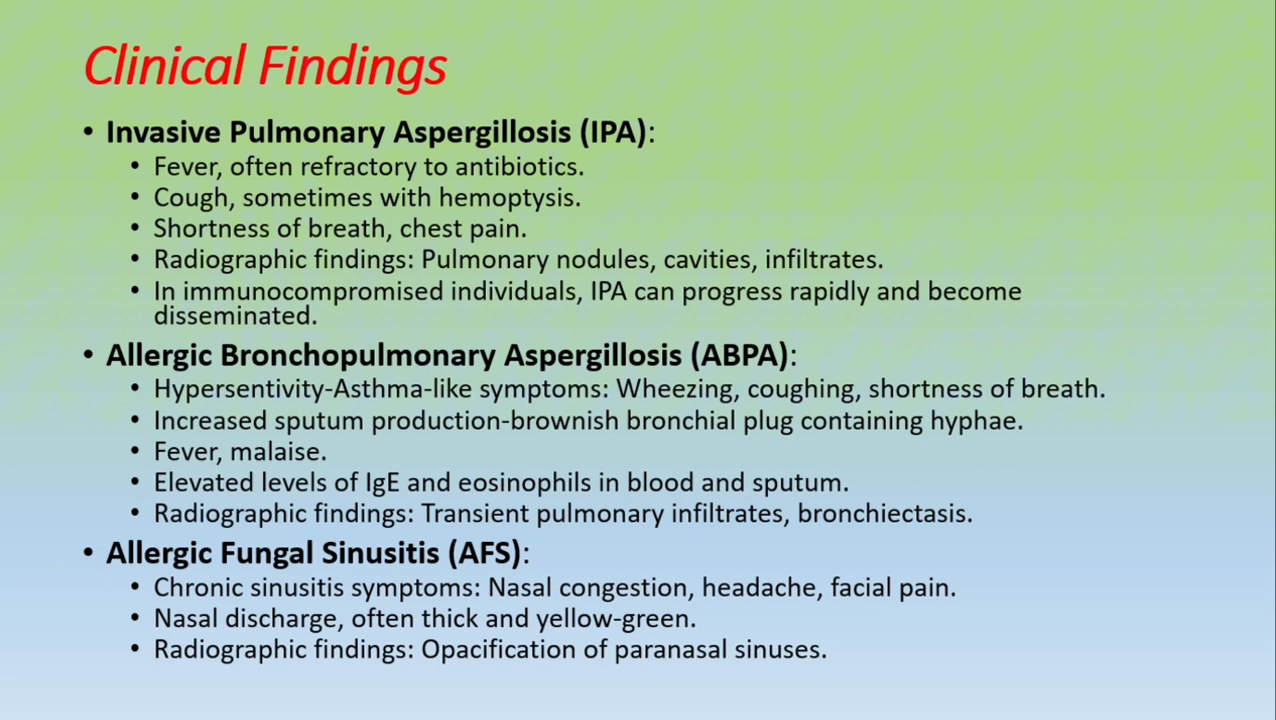 Clinical Findings
• Invasive Pulmonary Aspergillosis (IPA):
• Fever, often refractory to antibiotics.
• Cough, sometimes with hemoptysis.
• Shortness of breath, chest pain.
• Radiographic findings: Pulmonary nodules, cavities, infiltrates.
• In immunocompromised individuals, IPA can progress rapidly and become
disseminated.
• Allergic Bronchopulmonary Aspergillosis (ABPA):
• Hypersentivity-Asthma-like symptoms: Wheezing, coughing, shortness of breath.
• Increased sputum production-brownish bronchial plug containing hyphae.
• Fever, malaise.
• Elevated levels of IgE and eosinophils in blood and sputum.
• Radiographic findings: Transient pulmonary infiltrates, bronchiectasis.
• Allergic Fungal Sinusitis (AFS):
• Chronic sinusitis symptoms: Nasal congestion, headache, facial pain.
• Nasal discharge, often thick and yellow-green.
• Radiographic findings: Opacification of paranasal sinuses.